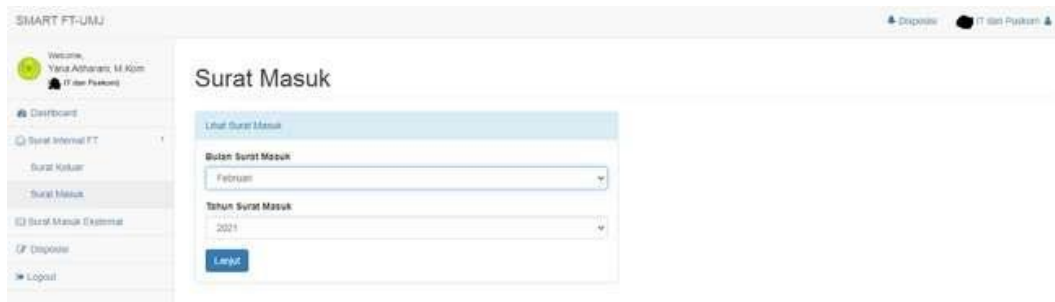 SMART FT-UMJ
Disposisi
IT dan Puskom
Welcome,
Yana Adharani, M.Kom
IT dan Puskom)
Surat Masuk
Dashboard
Lihat Surat Masuk
Surat Internal FT
Bulan Surat Masuk
Surat Keluar
Februari
Surat Masuk
Tahun Surat Masuk
Surat Masuk Eksternal
2021
Disposisi
Lanjut
Logout